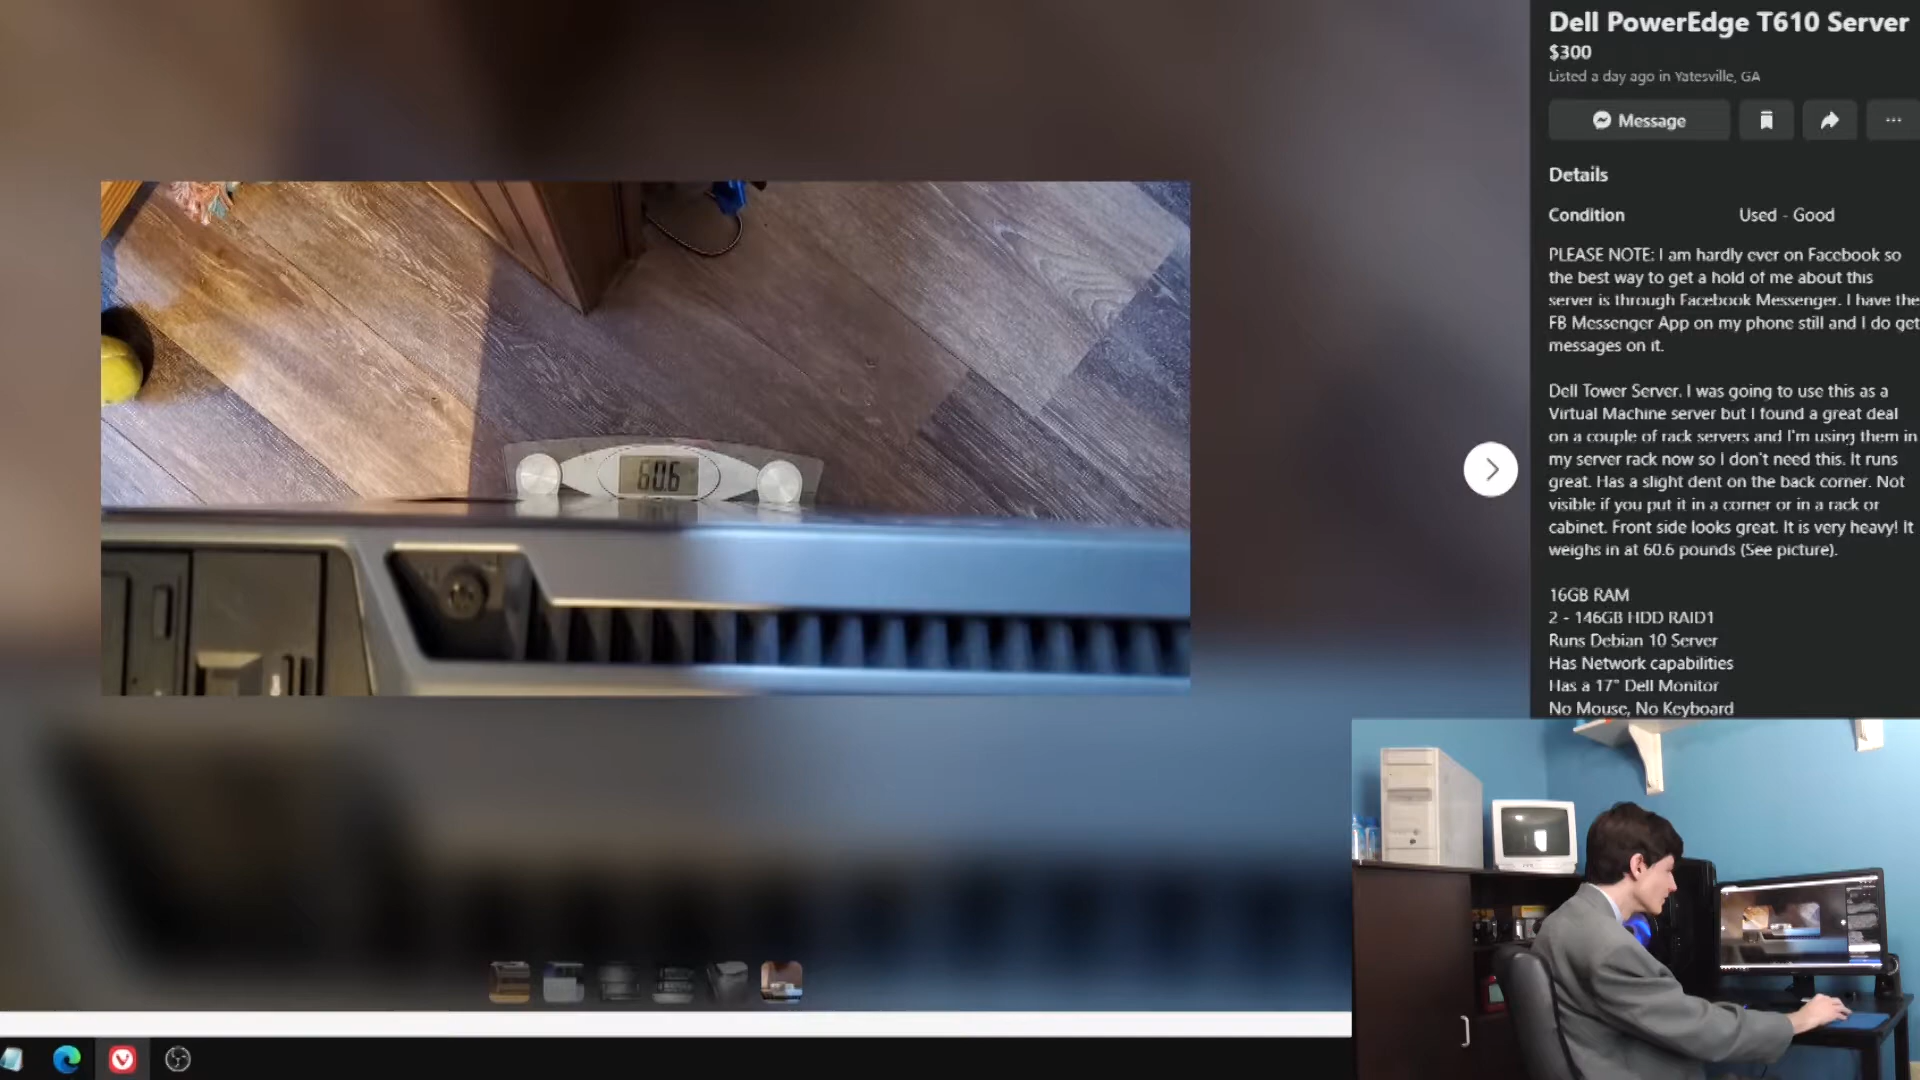 Dell PowerEdge T610 Server
$300
Listed a day ago in Yatesville, GA
Message
Details
Condition Used - Good
PLEASE NOTE: I am hardly ever on Facebook so
the best way to get a hold of me about this
server is through Facebook Messenger. I have the
FB Messenger App on my phone still and I do get
messages on it.
Dell Tower Server. I was going to use this as a
Virtual Machine server but I found a great deal
on a couple of rack servers and I'm using them in
my server rack now so I don't need this. It runs
great. Has a slight dent on the back corner. Not
visible if you put it in a corner or in a rack or
cabinet. Front side looks great. It is very heavy! It
weighs in at 60.6 pounds (See picture).
16GB RAM
2 - 146GB HDD RAID1
Runs Debian 10 Server
Has Network capabilities
Has a 17" Dell Monitor
No Mouse, No Keyboard
60.6